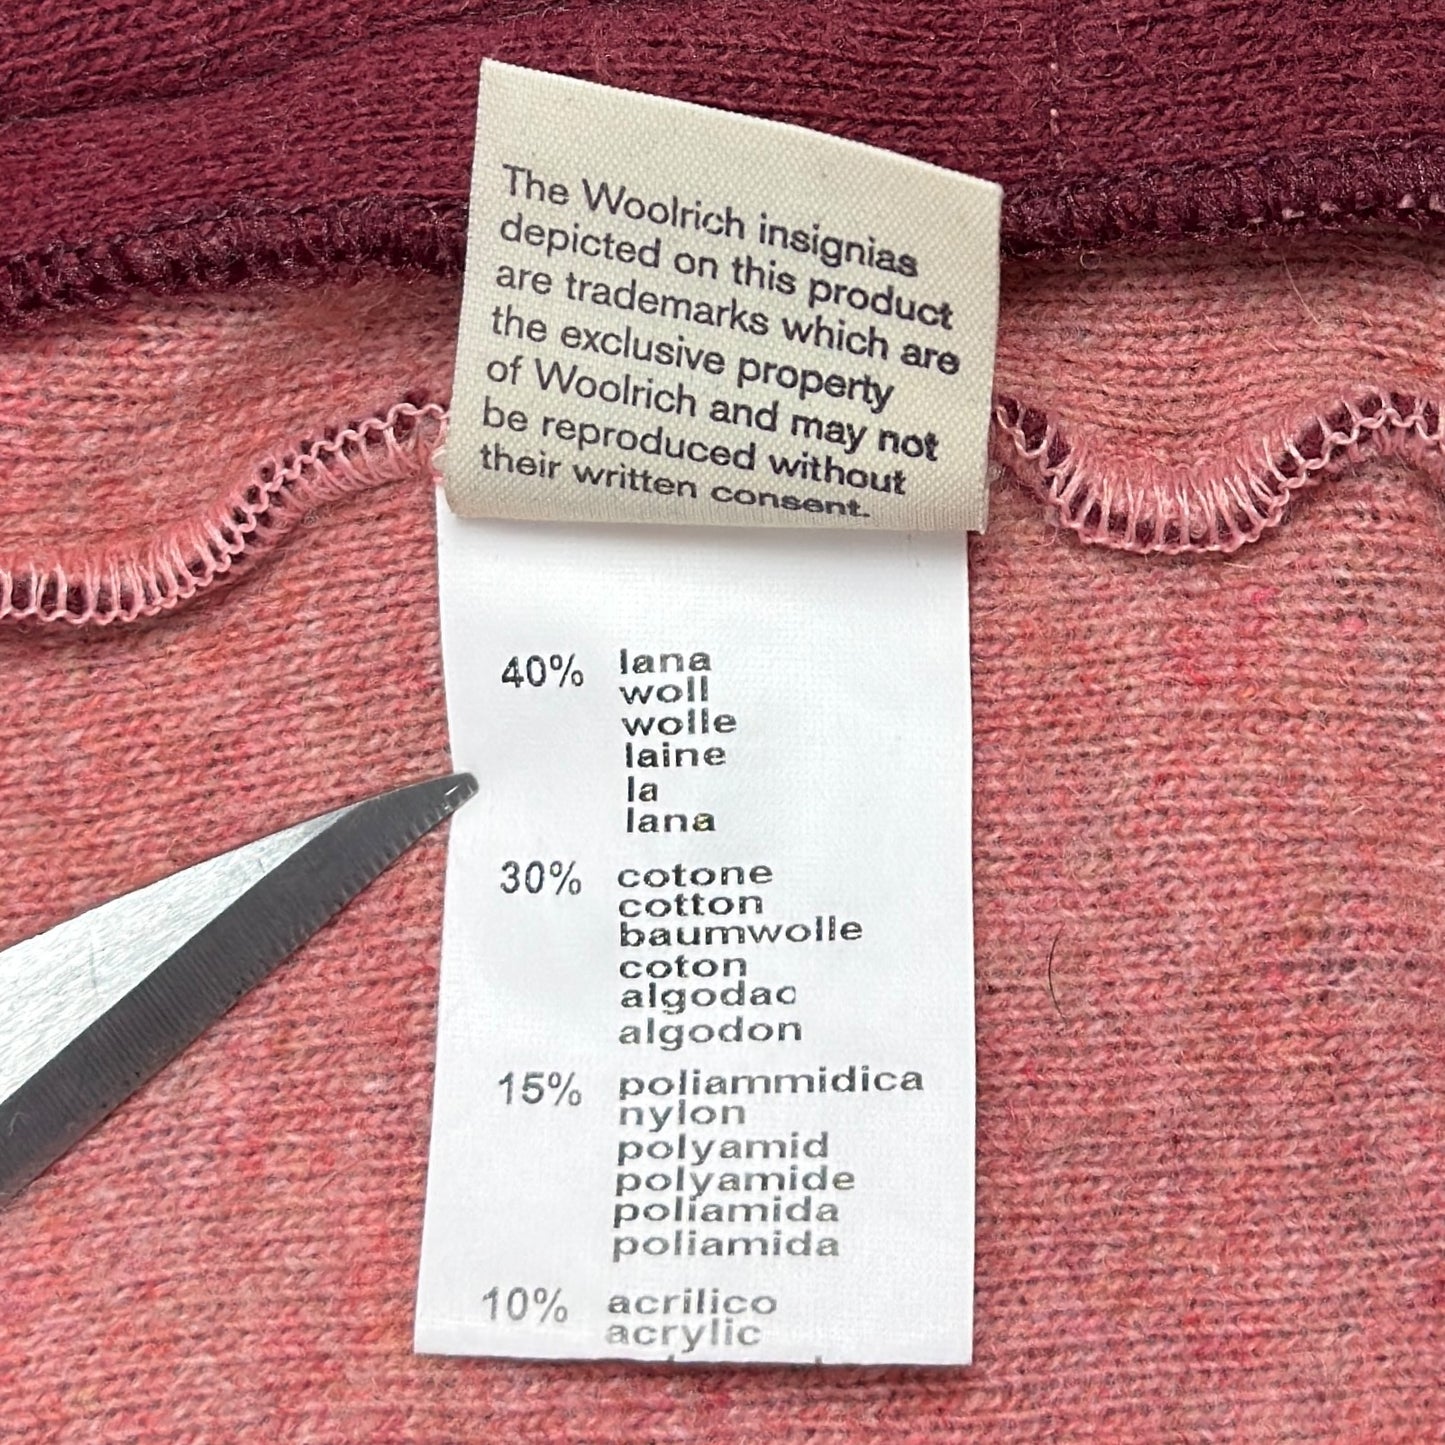 The Woolrich insignias
depicted on this product
are trademarks which are
the exclusive property
of Woolrich and may not
be reproduced without
their written consent.
40% lana
woll
wolle
laine
la
lana
30% cotone
cotton
baumwolle
coton
algodao
algodon
15% poliammidica
nylon
polyamid
polyamide
poliamida
poliamida
10% acrilico
acrylic